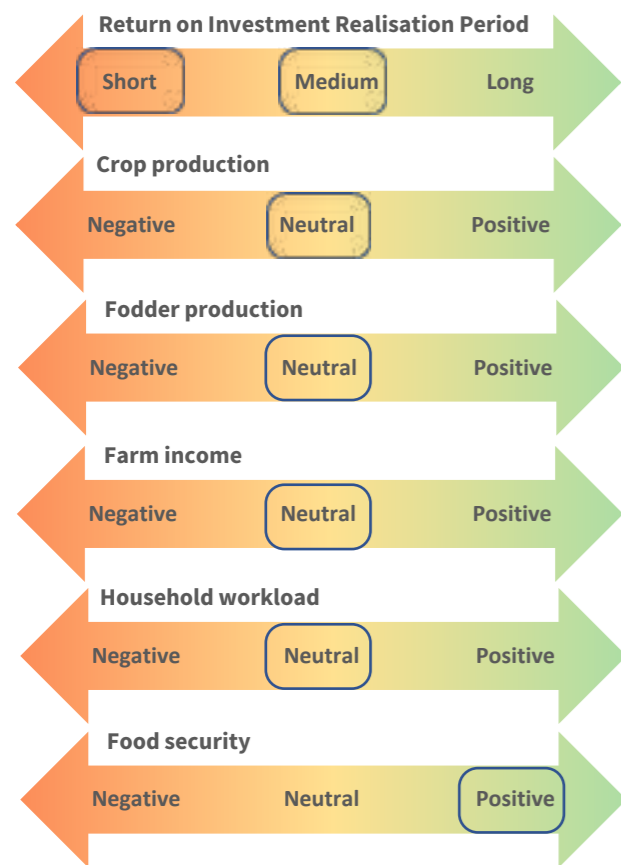 Return on Investment Realisation Period
Short Medium Long
Crop production
Negative Neutral Positive
Fodder production
Negative Neutral Positive
Farm income
Negative Neutral Positive
Household workload
Negative Neutral Positive
Food security
Negative Neutral Positive